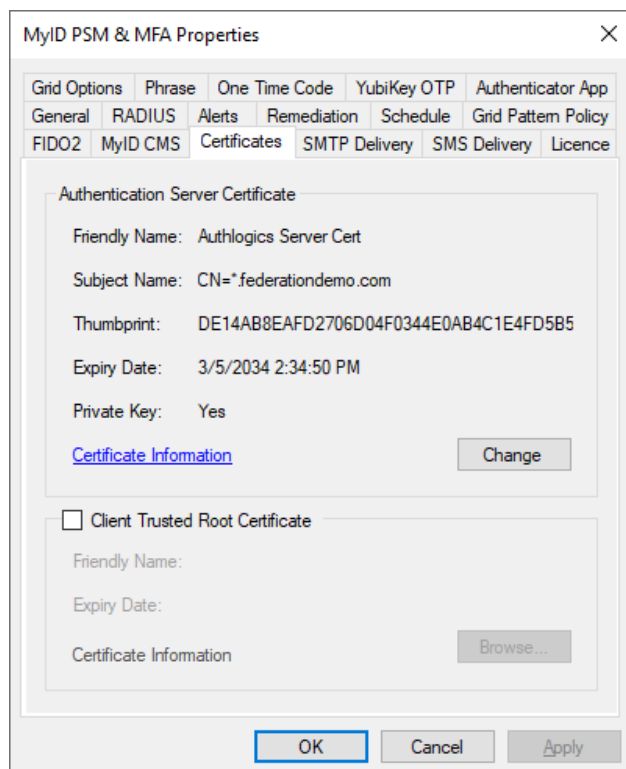 MyID PSM & MFA Properties
Grid Options Phrase One Time Code YubiKey OTP Authenticator App
General RADIUS Alerts Remediation Schedule Grid Pattern Policy
FIDO2 MyID CMS Certificates SMTP Delivery SMS Delivery Licence
Authentication Server Certificate
Friendly Name: Authlogics Server Cert
Subject Name: CN=*.federationdemo.com
Thumbprint: DE14AB8EAFD2706D04F0344E0AB4C1E4FD5B5
Expiry Date: 3/5/2034 2:34:50 PM
Private Key: Yes
Certificate Information Change
Client Trusted Root Certificate
Friendly Name:
Expiry Date:
Certificate Information Browse...
OK Cancel Apply